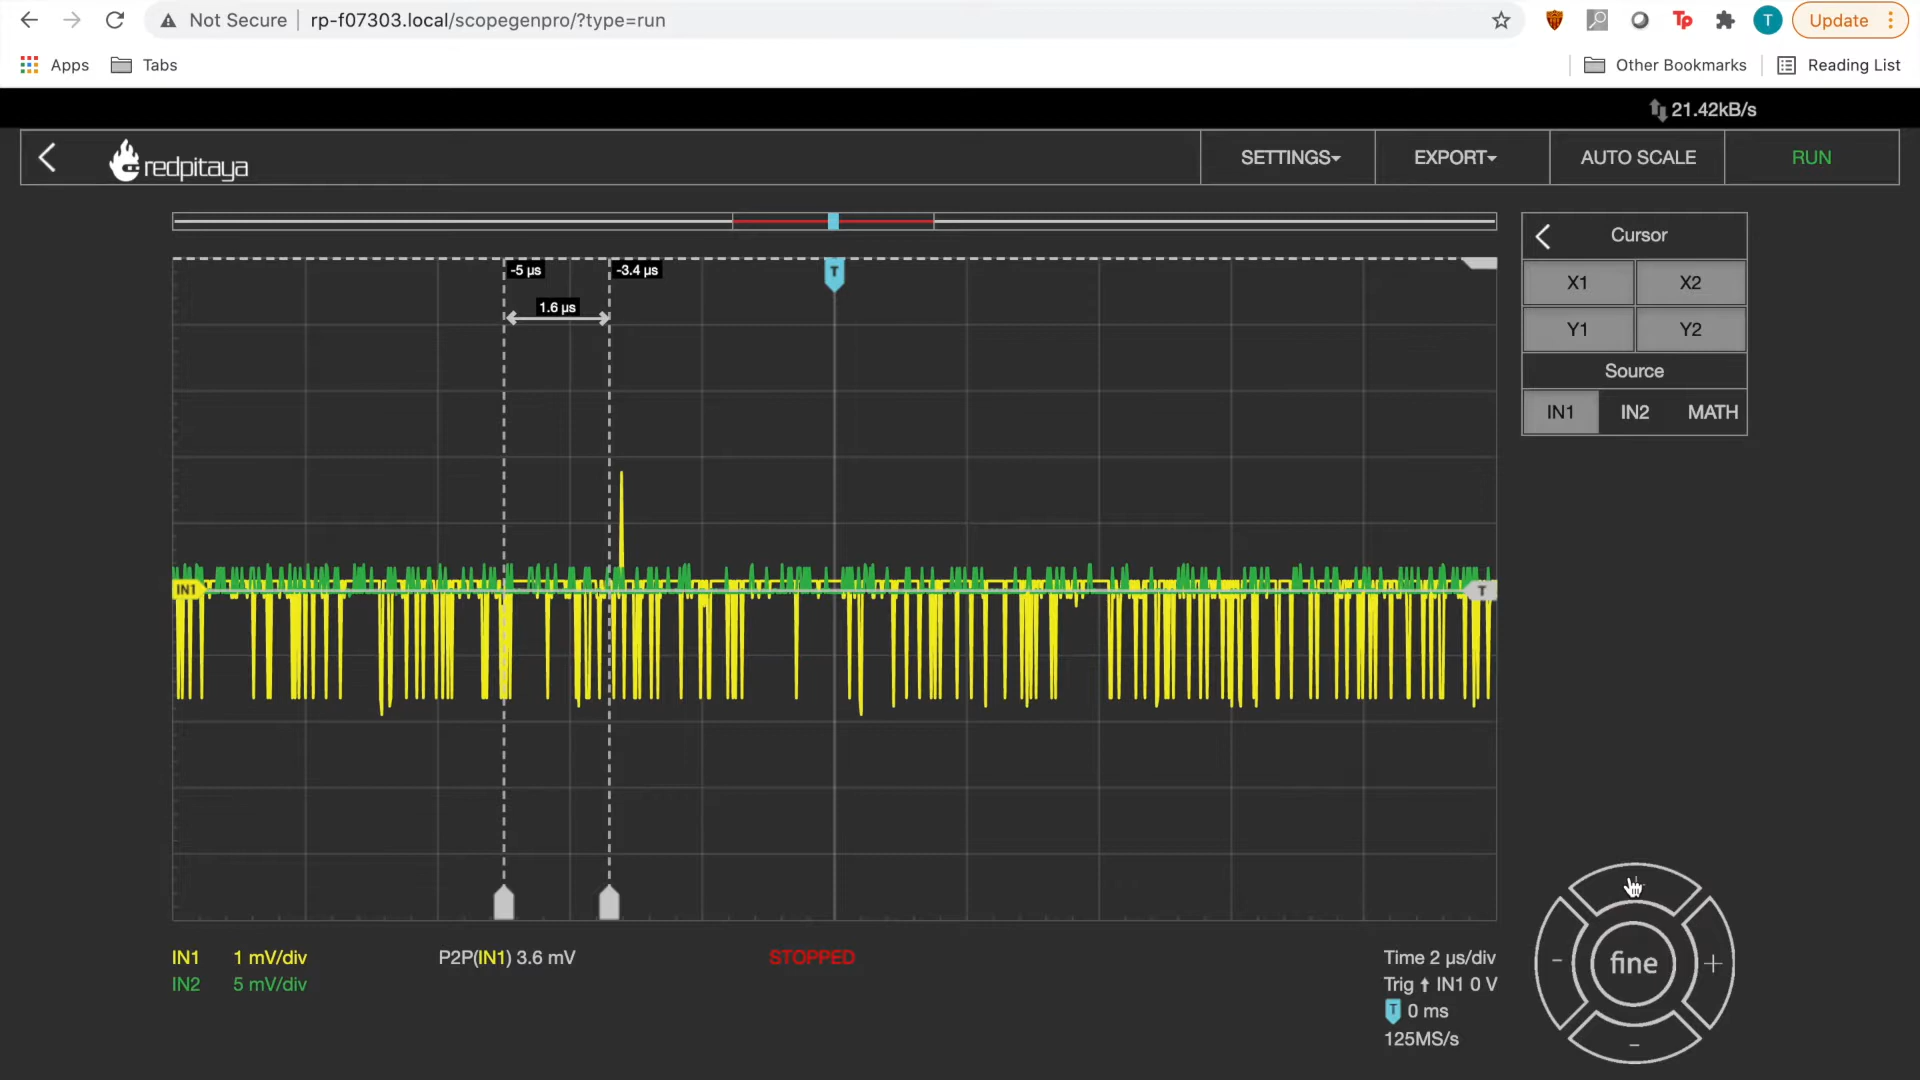 Not Secure rp-f07303.local/scopegenpro/?type=run Tp T Update
Apps Tabs Other Bookmarks Reading List
21.42kB/s
redpitaya SETTINGS EXPORT AUTO SCALE RUN
Cursor
-5 µs -3.4 µs T
X1 X2
1.6 µs
Y1 Y2
Source
IN1 IN2 MATH
IN1 T
IN1 1 mV/div P2P(IN1) 3.6 mV STOPPED Time 2 µs/div
fine
IN2 5 mV/div Trig IN1 0 V
T 0 ms
125MS/s